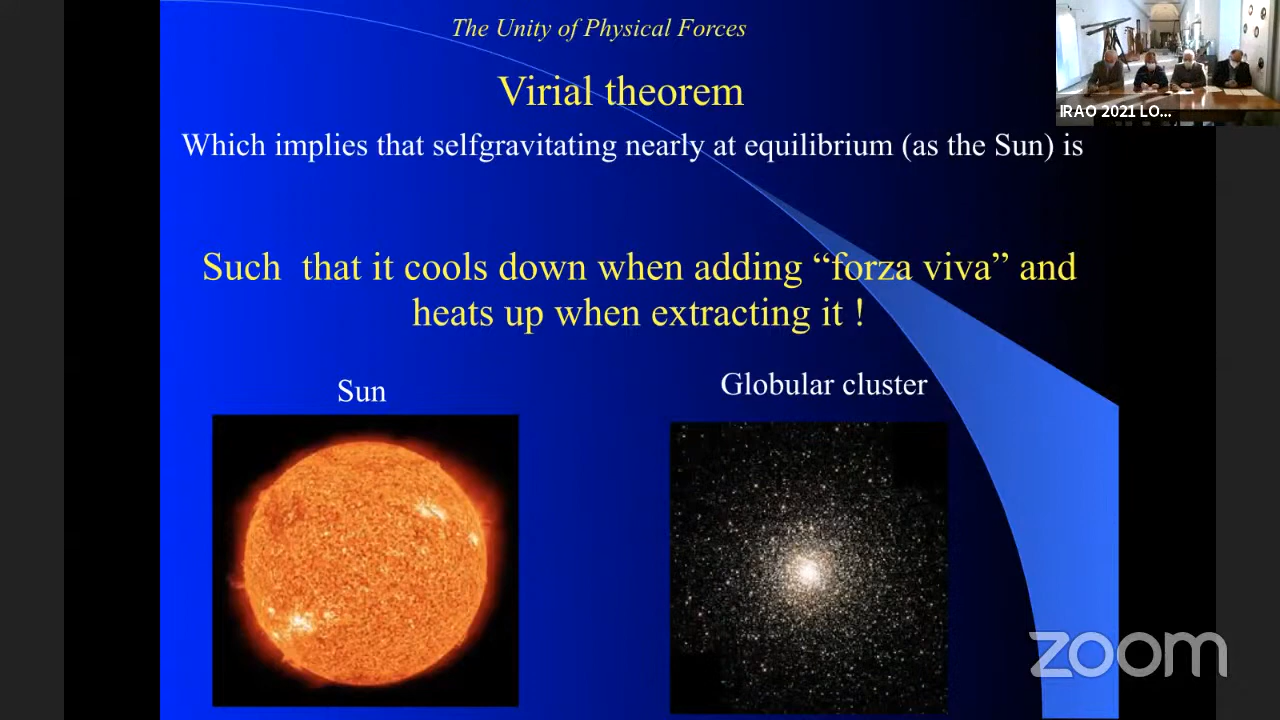 The Unity of Physical Forces
Virial theorem
IRAO 2021 LO...
Which implies that selfgravitating nearly at equilibrium (as the Sun) is
Such  that it cools down when adding “forza viva” and
heats up when extracting it !
Sun
Globular cluster
zoom